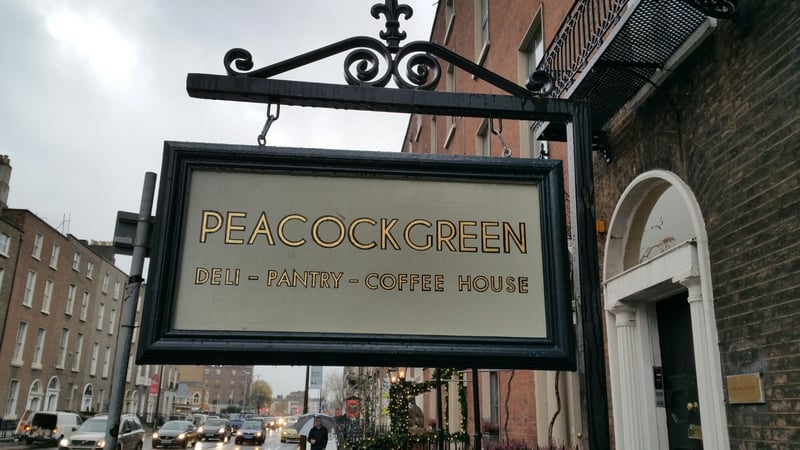 PEACOCKGREEN
DELI - PANTRY - COFFEE HOUSE